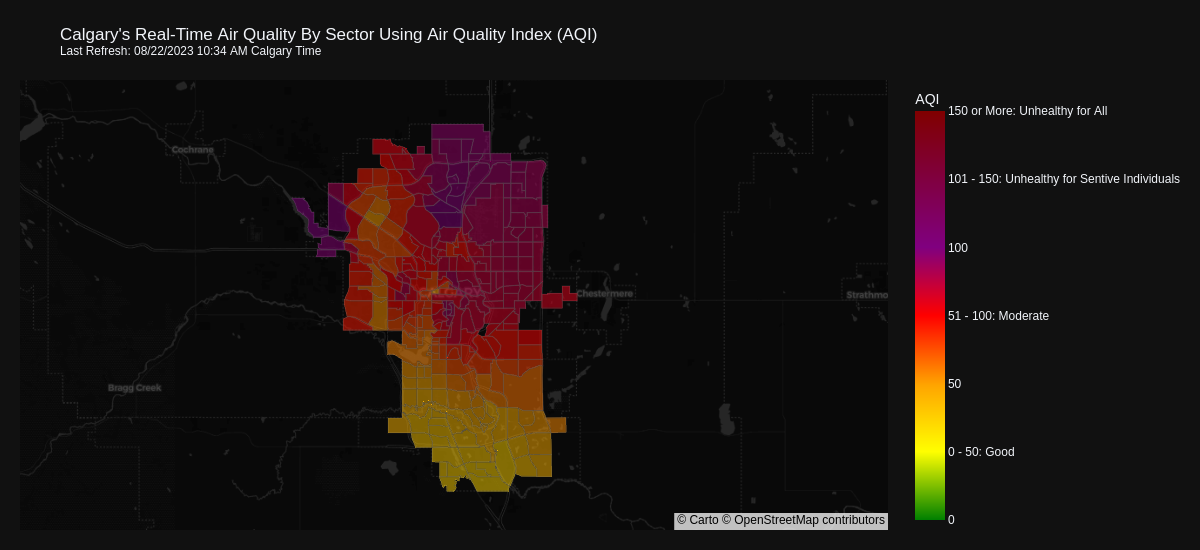 Calgary's Real-Time Air Quality By Sector Using Air Quality Index (AQI)
Last Refresh: 08/22/2023 10:34 AM Calgary Time
AQI
150 or More: Unhealthy for All
Cochrane
101 - 150: Unhealthy for Sentive Individuals
100
CALGARY
Chestermere
Strathmo
51 - 100: Moderate
Bragg Creek
50
0 - 50: Good
0
© Carto © OpenStreetMap contributors